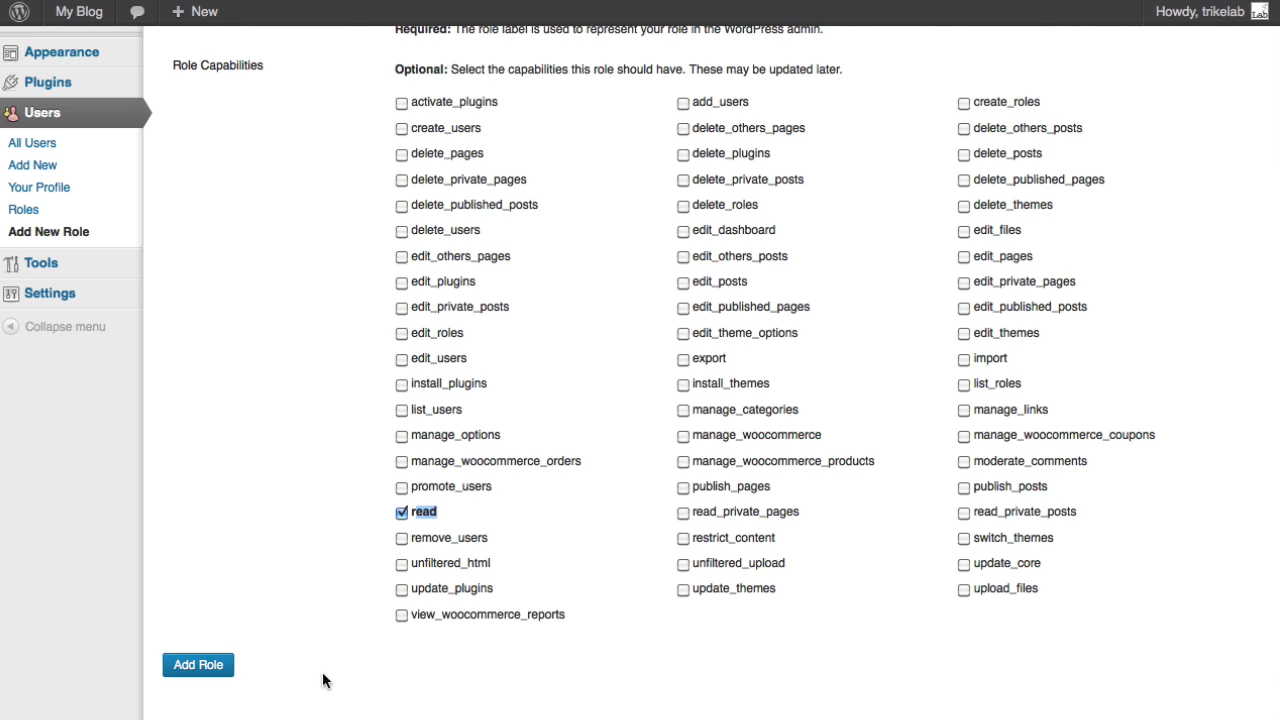 My Blog
New
Howdy, trikelab
Lab
Appearance
Plugins
Users
All Users
Add New
Your Profile
Roles
Add New Role
Tools
Settings
Collapse menu
Required: The role label is used to represent your role in the WordPress admin.
Role Capabilities
Optional: Select the capabilities this role should have. These may be updated later.
activate_plugins add_users create_roles
create_users delete_others_pages delete_others_posts
delete_pages delete_plugins delete_posts
delete_private_pages delete_private_posts delete_published_pages
delete_published_posts delete_roles delete_themes
delete_users edit_dashboard edit_files
edit_others_pages edit_others_posts edit_pages
edit_plugins edit_posts edit_private_pages
edit_private_posts edit_published_pages edit_published_posts
edit_roles edit_theme_options edit_themes
edit_users export import
install_plugins install_themes list_roles
list_users manage_categories manage_links
manage_options manage_woocommerce manage_woocommerce_coupons
manage_woocommerce_orders manage_woocommerce_products moderate_comments
promote_users publish_pages publish_posts
read read_private_pages read_private_posts
remove_users restrict_content switch_themes
unfiltered_html unfiltered_upload update_core
update_plugins update_themes upload_files
view_woocommerce_reports
Add Role